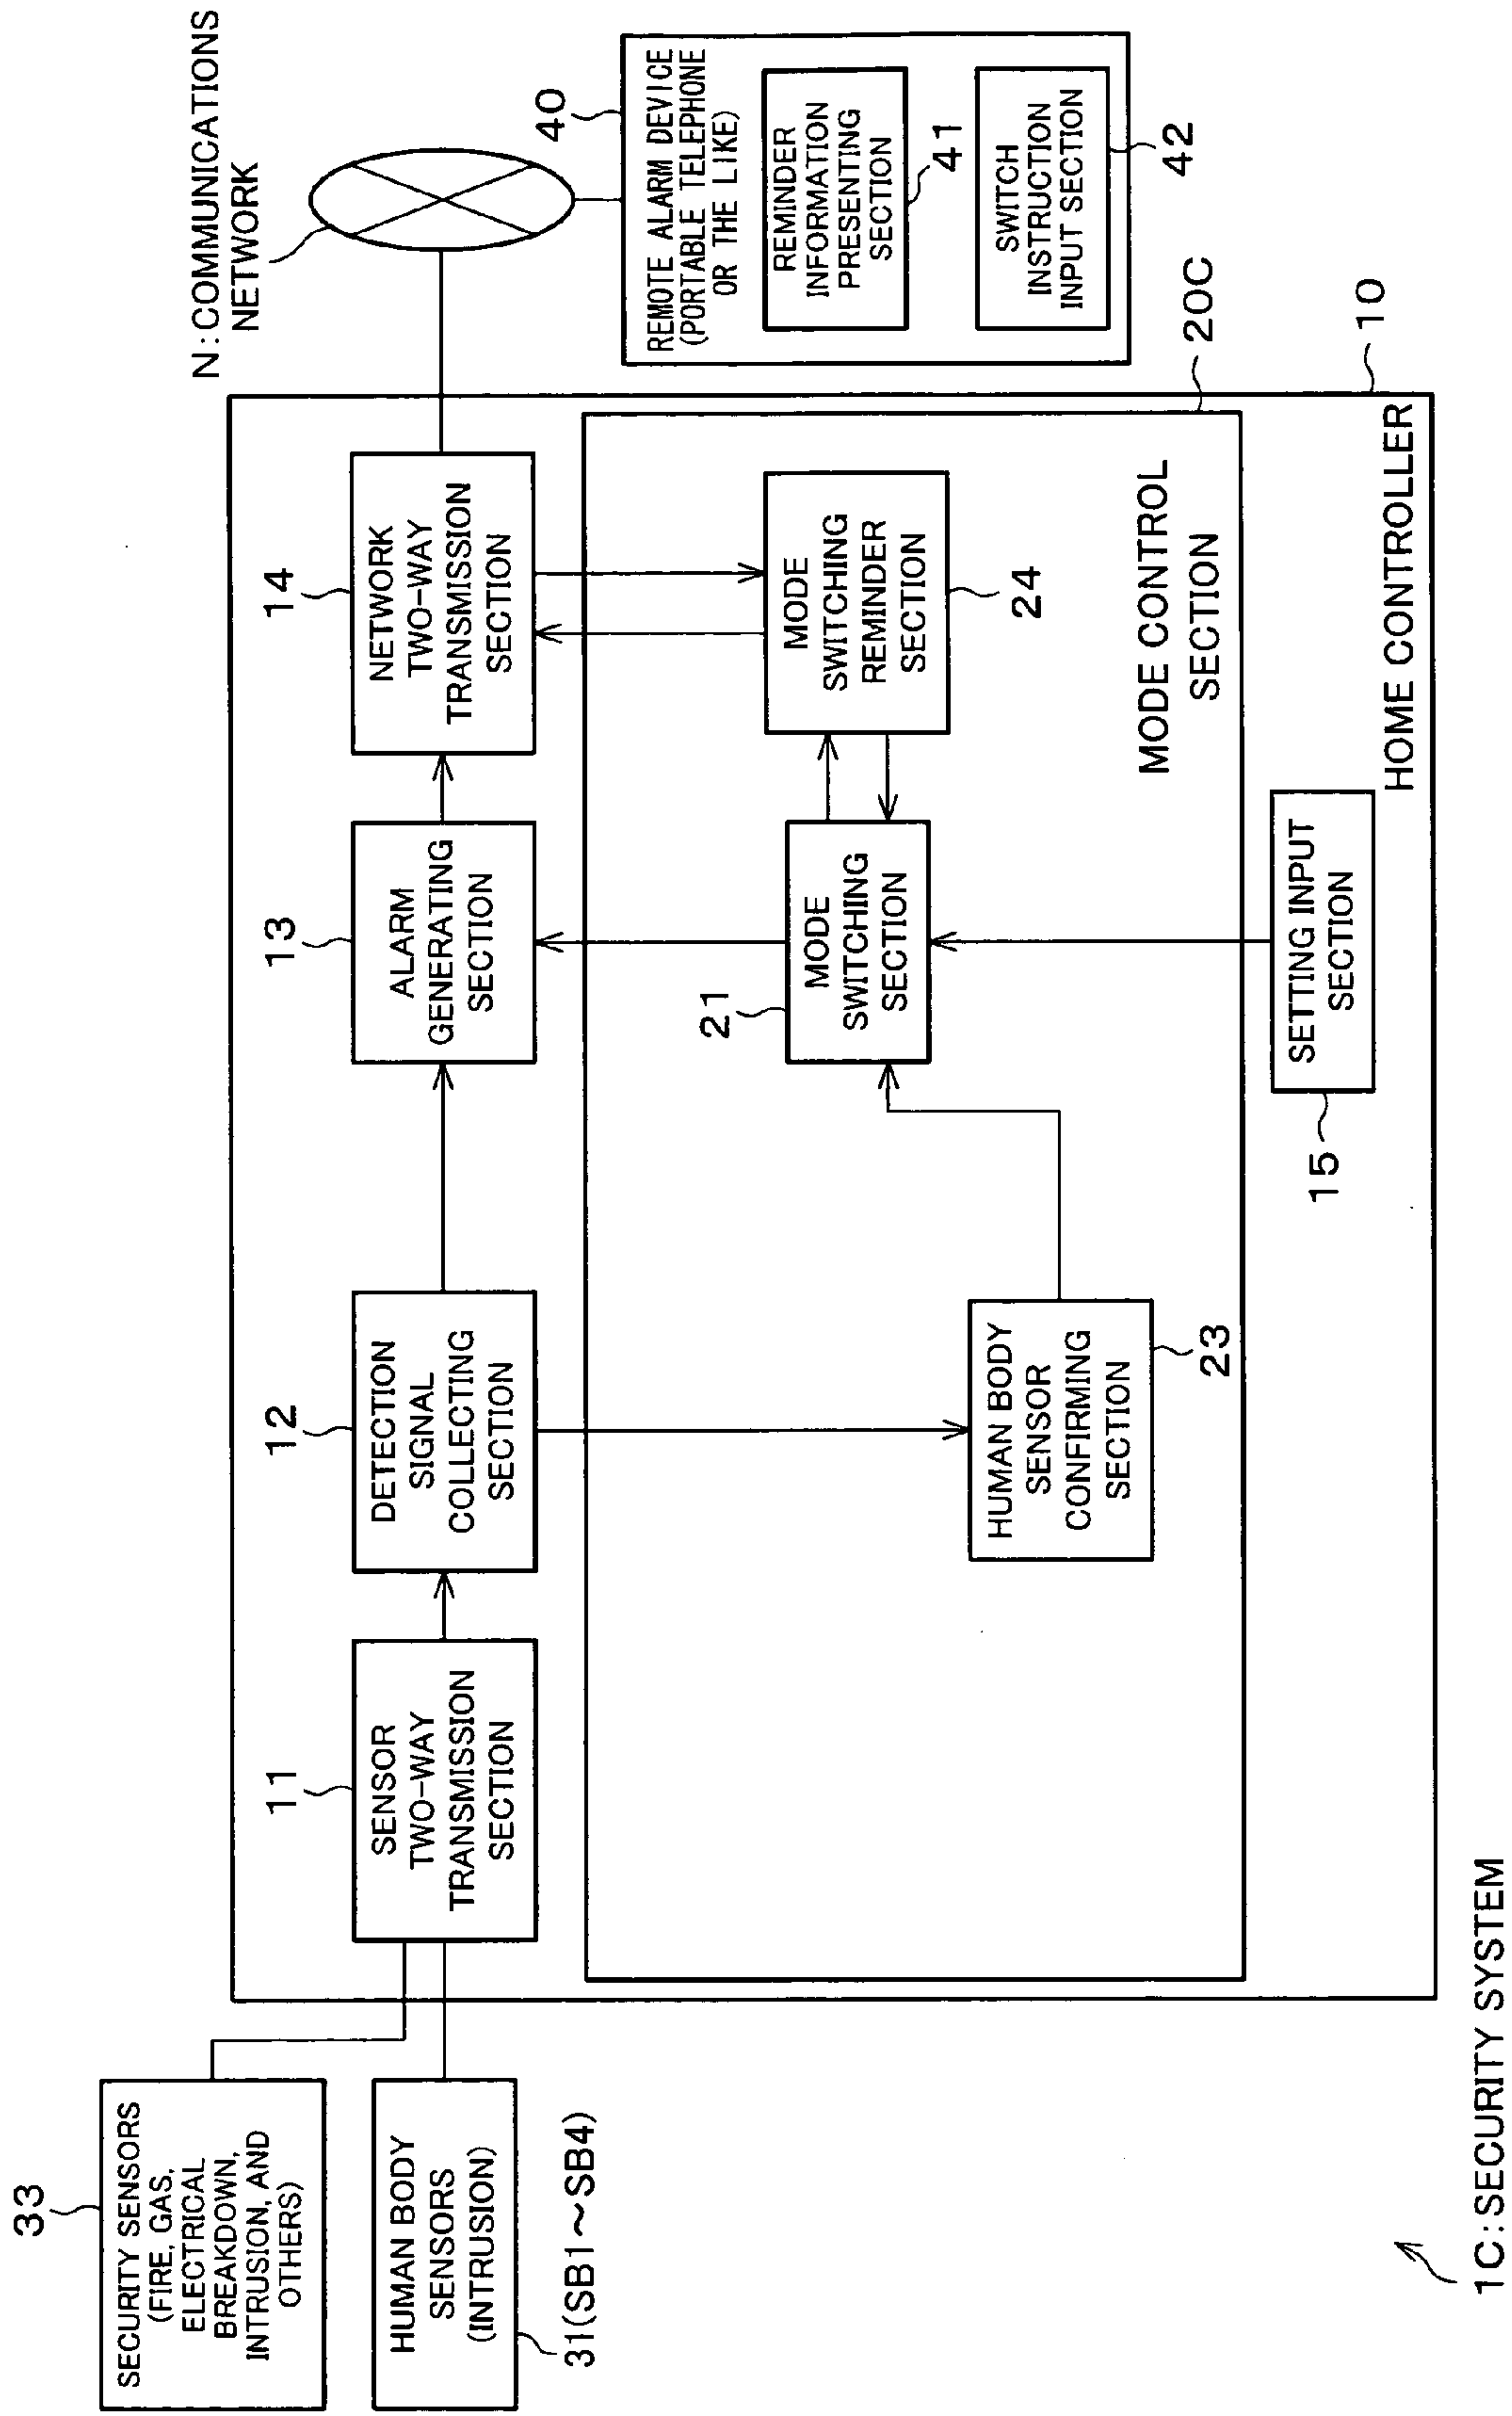 33
SECURITY SENSORS
(FIRE, GAS,
ELECTRICAL
BREAKDOWN,
INTRUSION, AND
OTHERS)
HUMAN BODY
SENSORS
(INTRUSION)
31(SB1~SB4)
11
SENSOR
TWO-WAY
TRANSMISSION
SECTION
12
DETECTION
SIGNAL
COLLECTING
SECTION
13
ALARM
GENERATING
SECTION
14
NETWORK
TWO-WAY
TRANSMISSION
SECTION
N:COMMUNICATIONS
NETWORK
40
REMOTE ALARM DEVICE
(PORTABLE TELEPHONE
OR THE LIKE)
REMINDER
INFORMATION
PRESENTING
SECTION
41
SWITCH
INSTRUCTION
INPUT SECTION
42
21
MODE
SWITCHING
SECTION
MODE
SWITCHING
REMINDER
SECTION
24
HUMAN BODY
SENSOR
CONFIRMING
SECTION
23
MODE CONTROL
SECTION
20C
15
SETTING INPUT
SECTION
HOME CONTROLLER
10
1C:SECURITY SYSTEM